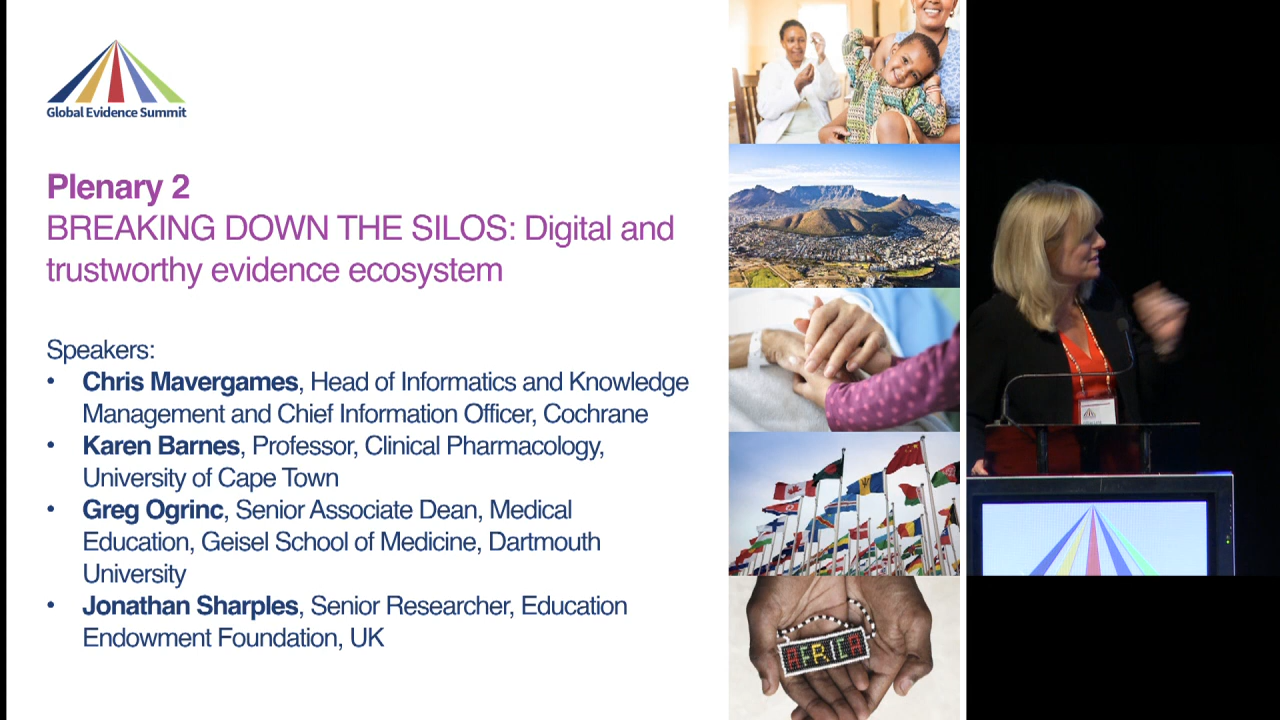 Global Evidence Summit
Plenary 2
BREAKING DOWN THE SILOS: Digital and
trustworthy evidence ecosystem
Speakers:
• Chris Mavergames, Head of Informatics and Knowledge
Management and Chief Information Officer, Cochrane
• Karen Barnes, Professor, Clinical Pharmacology,
University of Cape Town
• Greg Ogrinc, Senior Associate Dean, Medical
Education, Geisel School of Medicine, Dartmouth
University
• Jonathan Sharples, Senior Researcher, Education
Endowment Foundation, UK
AFRICA